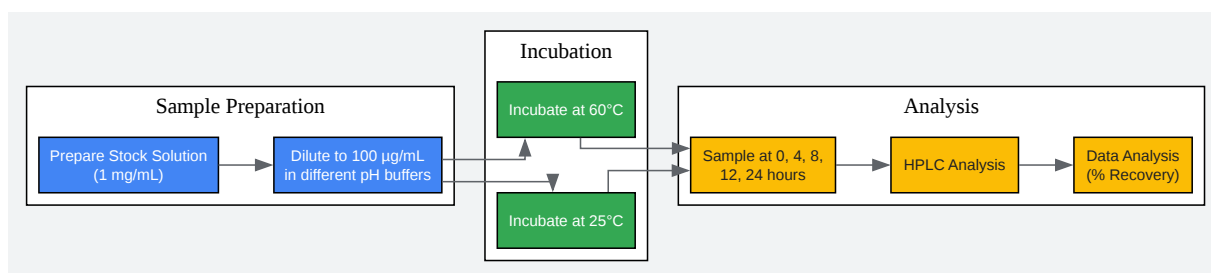 Sample Preparation
Prepare Stock Solution
(1 mg/mL)
Dilute to 100 µg/mL
in different pH buffers
Incubation
Incubate at 60°C
Incubate at 25°C
Analysis
Sample at 0, 4, 8,
12, 24 hours
HPLC Analysis
Data Analysis
(% Recovery)